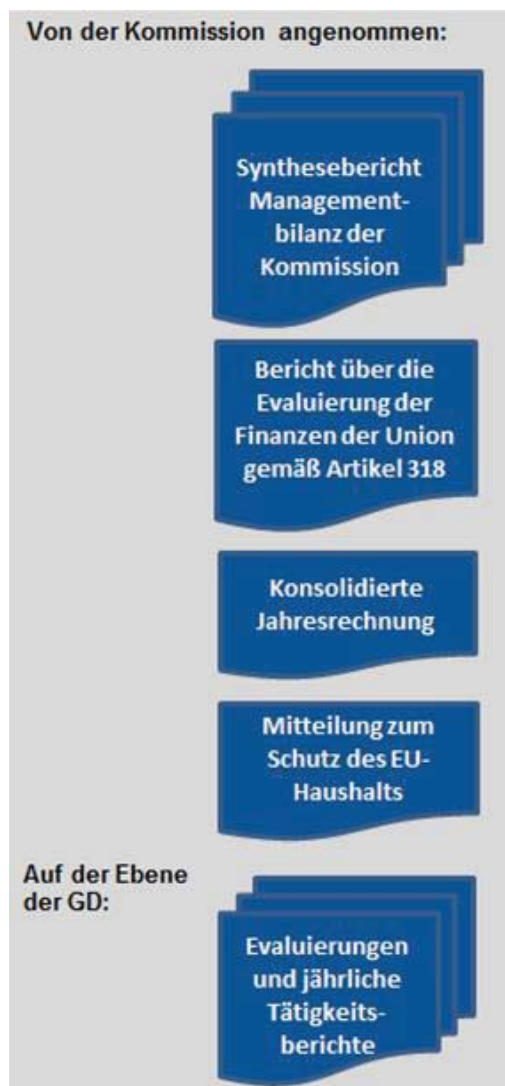 Von der Kommission angenommen:
Synthesebericht
Management-
bilanz der
Kommission
Bericht über die
Evaluierung der
Finanzen der Union
gemäß Artikel 318
Konsolidierte
Jahresrechnung
Mitteilung zum
Schutz des EU-
Haushalts
Auf der Ebene
der GD:
Evaluierungen
und jährliche
Tätigkeits-
berichte